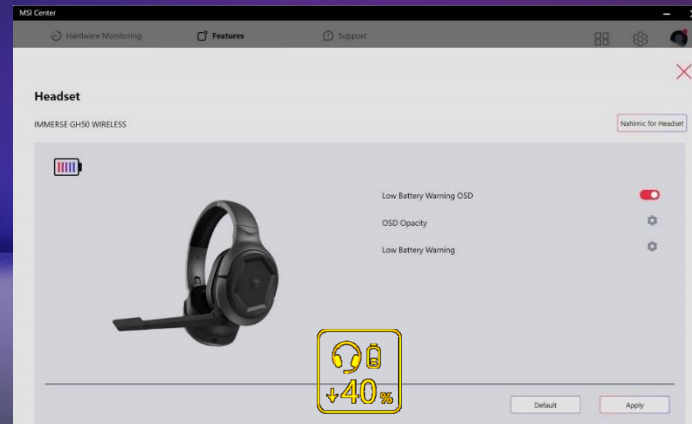 MSI Center
Hardware Monitoring
Features
Support
Headset
IMMERSE GH50 WIRELESS
Nahimic for Headset
Low Battery Warning OSD
OSD Opacity
Low Battery Warning
↓40%
Default
Apply